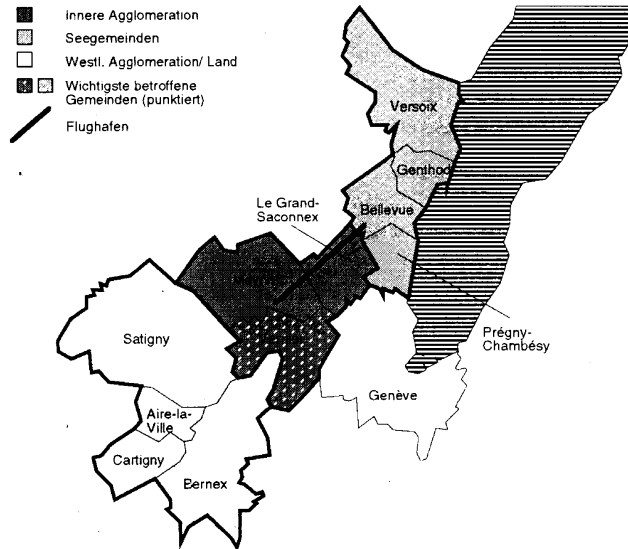 Innere Agglomeration
Seegemeinden
Westl. Agglomeration/ Land
Wichtigste betroffene
Gemeinden (punktiert)
Flughafen
Versoix
Genthod
Le Grand-
Saconnex
Bellevue
Satigny
Prégny-
Chambésy
Genève
Aire-la-
Ville
Cartigny
Bernex